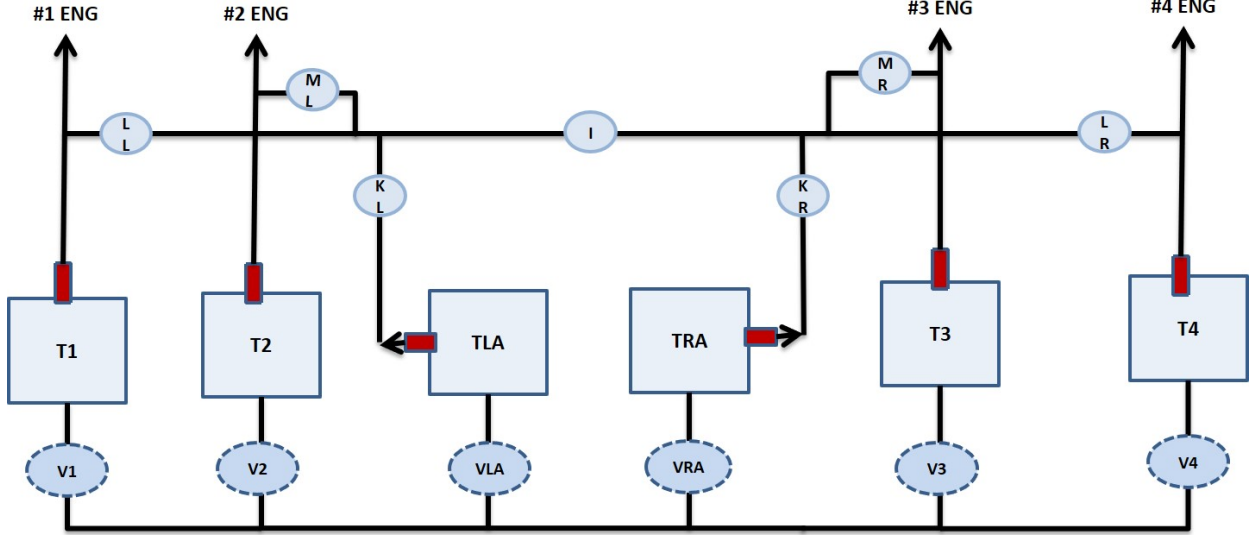 #1 ENG
#2 ENG
#3 ENG
#4 ENG
M
L
M
R
L
L
I
L
R
K
L
K
R
T1
T2
TLA
TRA
T3
T4
V1
V2
VLA
VRA
V3
V4